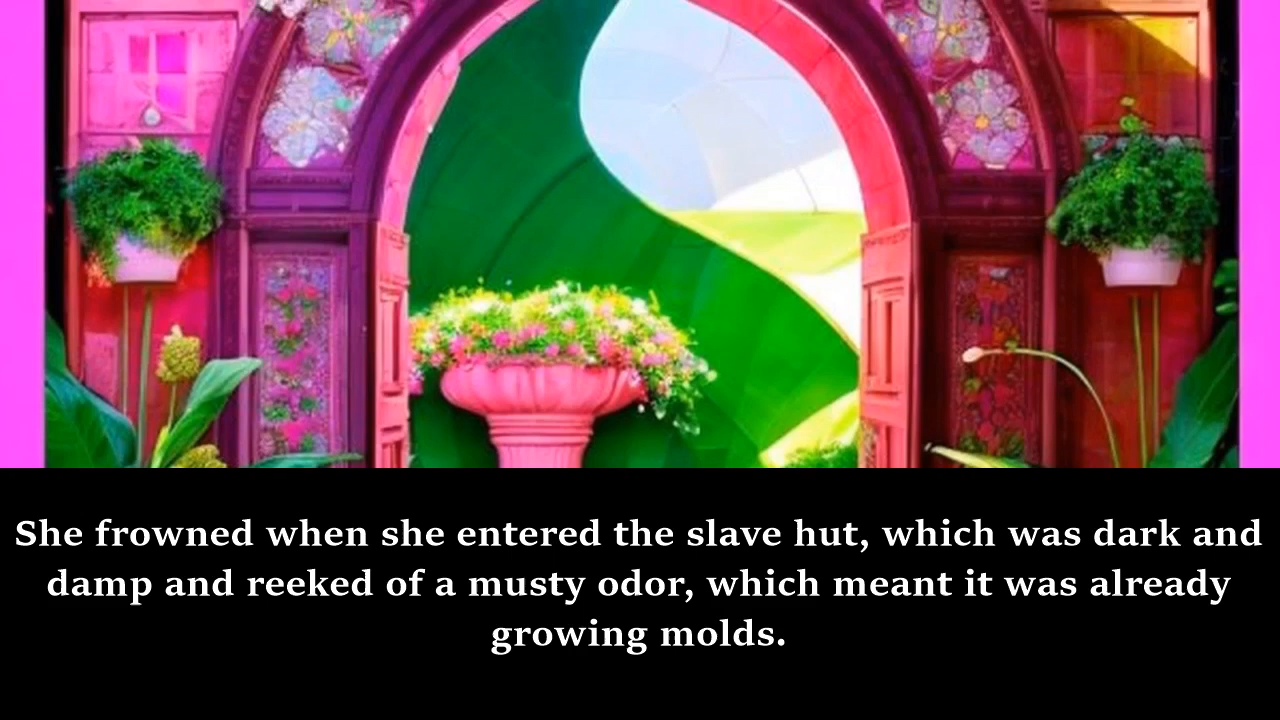 She frowned when she entered the slave hut, which was dark and
damp and reeked of a musty odor, which meant it was already
growing molds.